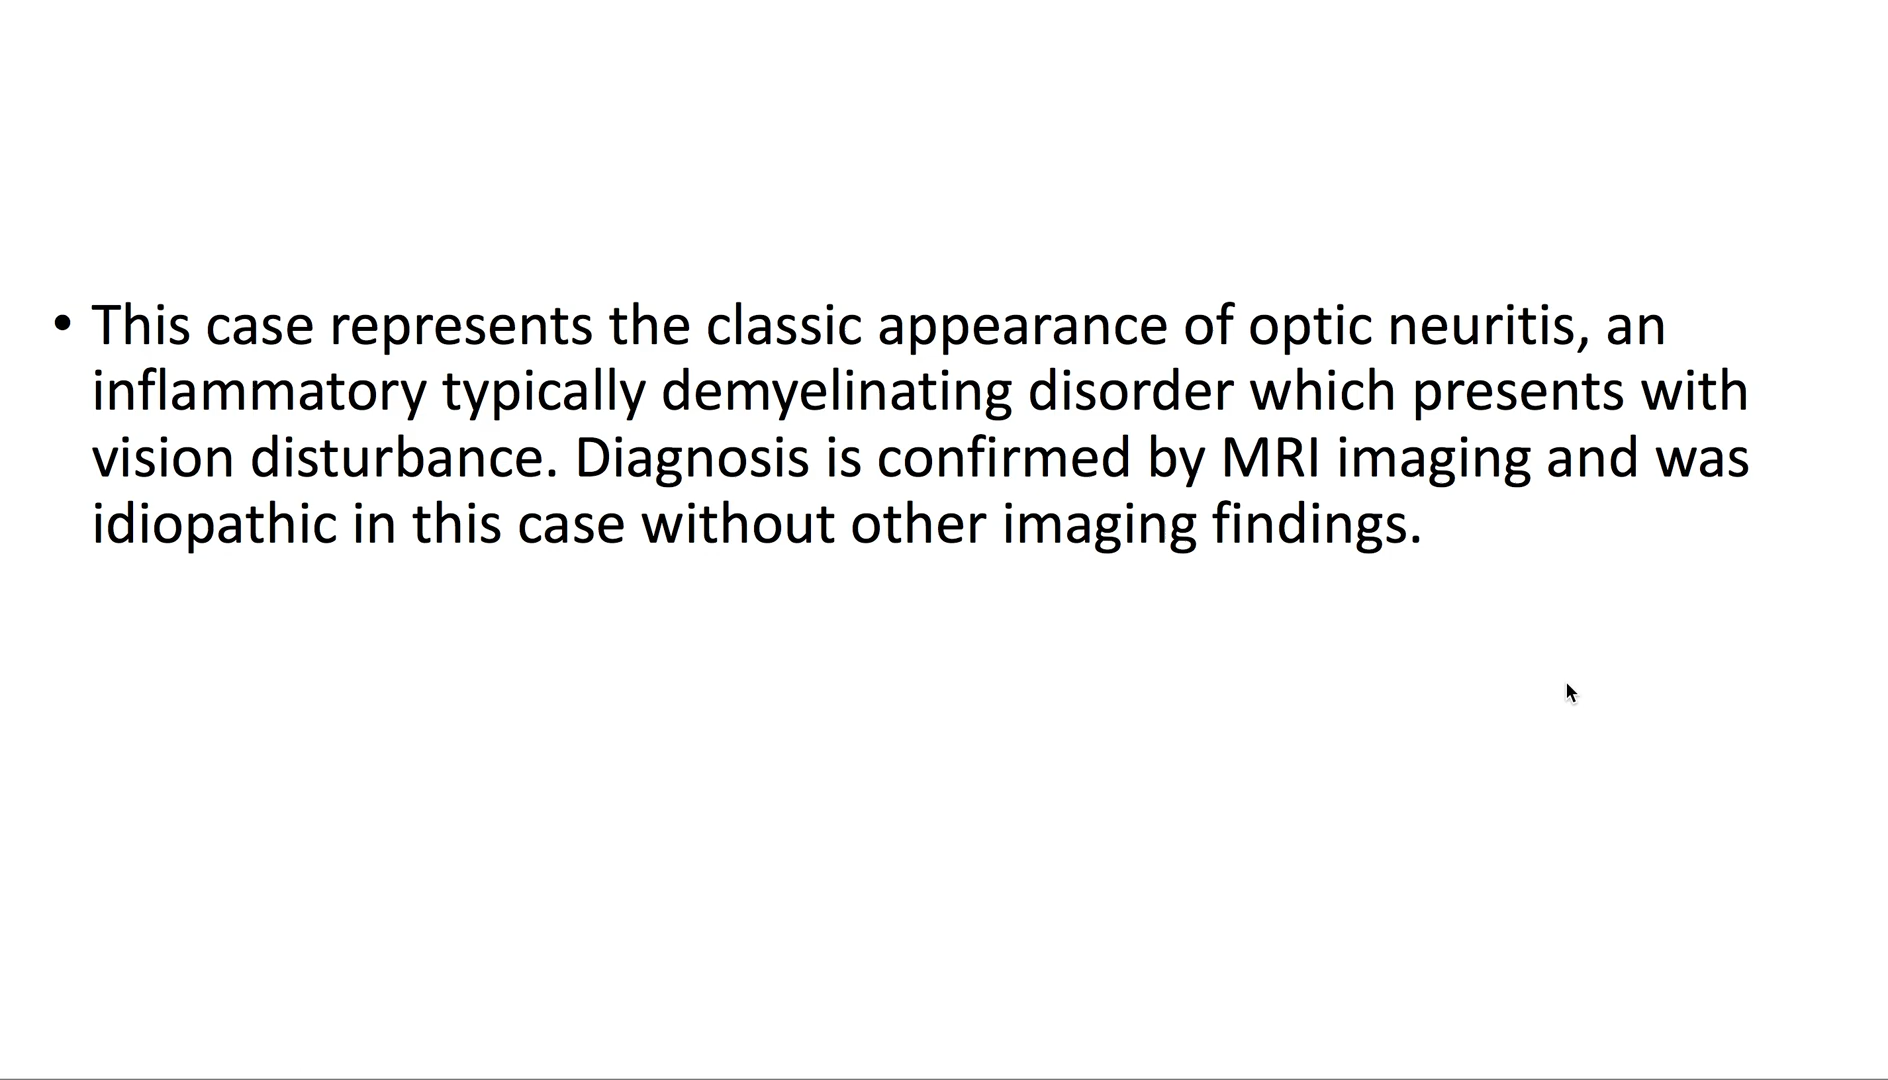 • This case represents the classic appearance of optic neuritis, an
inflammatory typically demyelinating disorder which presents with
vision disturbance. Diagnosis is confirmed by MRI imaging and was
idiopathic in this case without other imaging findings.